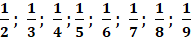 1/2 ; 1/3 ; 1/4 ; 1/5 ; 1/6 ; 1/7 ; 1/8 ; 1/9